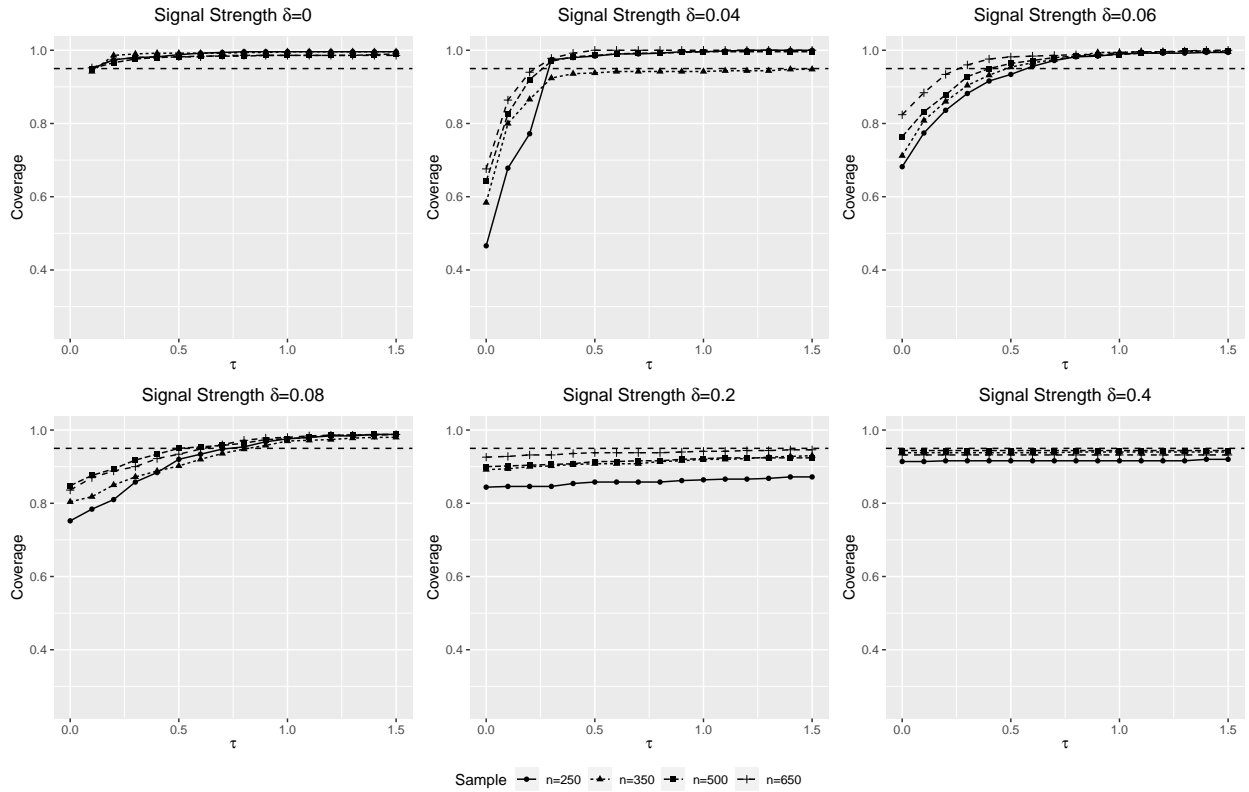 Signal Strength δ=0
Signal Strength δ=0.04
Signal Strength δ=0.06
Coverage
1.0
0.8
0.6
0.4
0.0
0.5
1.0
1.5
τ
Coverage
1.0
0.8
0.6
0.4
0.0
0.5
1.0
1.5
τ
Coverage
1.0
0.8
0.6
0.4
0.0
0.5
1.0
1.5
τ
Signal Strength δ=0.08
Signal Strength δ=0.2
Signal Strength δ=0.4
Coverage
1.0
0.8
0.6
0.4
0.0
0.5
1.0
1.5
τ
Coverage
1.0
0.8
0.6
0.4
0.0
0.5
1.0
1.5
τ
Coverage
1.0
0.8
0.6
0.4
0.0
0.5
1.0
1.5
τ
Sample n=250 n=350 n=500 n=650